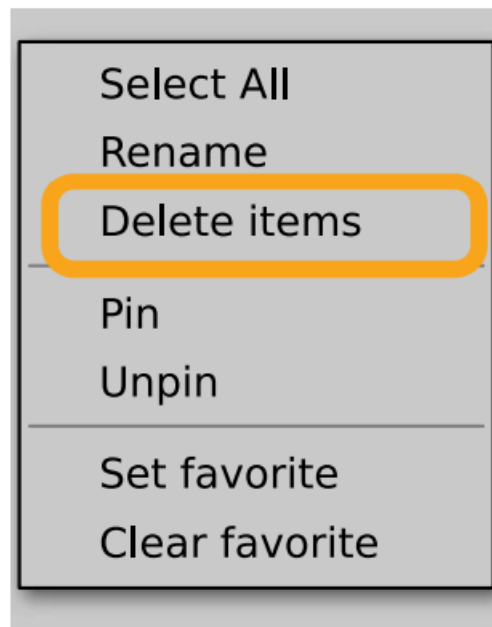 Select All
Rename
Delete items
Pin
Unpin
Set favorite
Clear favorite